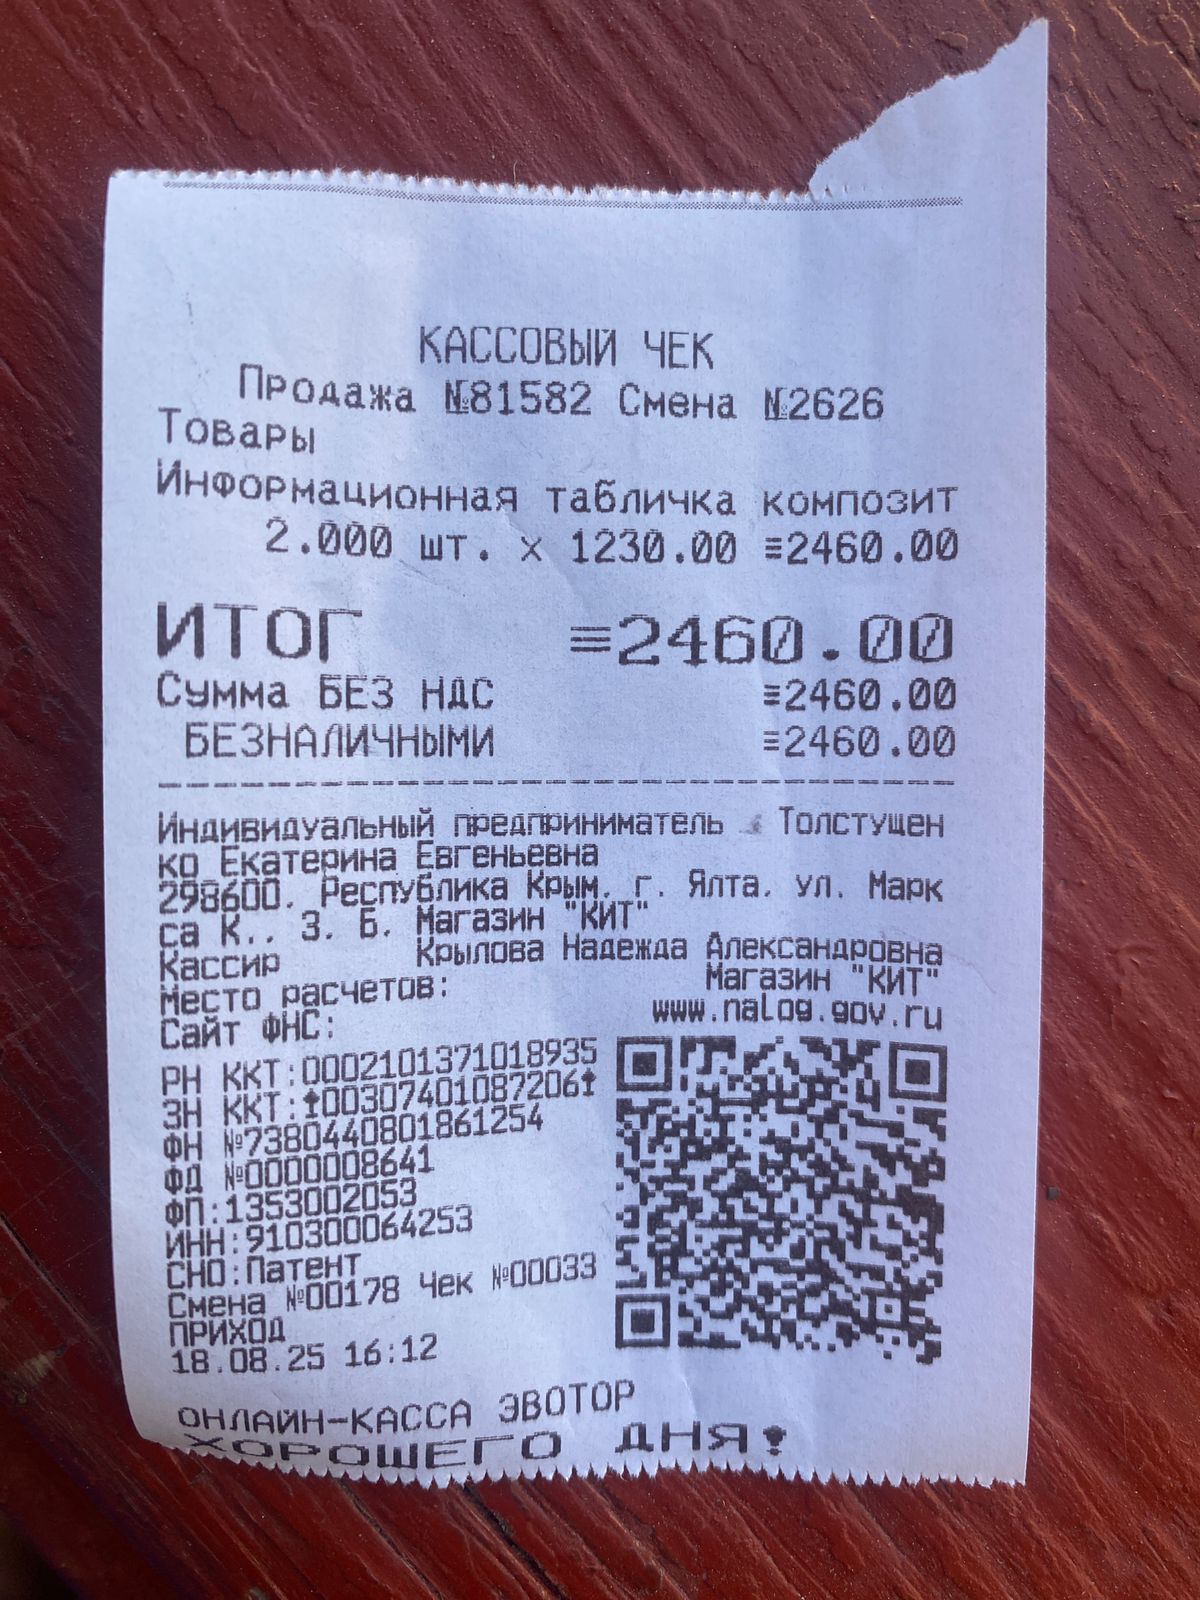 КАССОВЫЙ ЧЕК
Продажа №81582 Смена №2626
Товары
Информационная табличка композит
2.000 шт. x 1230.00 ≡2460.00
ИТОГ ≡2460.00
Сумма БЕЗ НДС ≡2460.00
БЕЗНАЛИЧНЫМИ ≡2460.00
Индивидуальный предприниматель Толстущен
ко Екатерина Евгеньевна
298600, Республика Крым, г. Ялта, ул. Марк
са К., 3, Б, Магазин "КИТ"
Кассир Крылова Надежда Александровна
Место расчетов: Магазин "КИТ"
Сайт ФНС: www.nalog.gov.ru
РН ККТ:0002101371018935
ЗН ККТ:↑00307401087206↑
ФН №7380440801861254
ФД №0000008641
ФП:1353002053
ИНН:910300064253
СНО:Патент
Смена №00178 Чек №00033
ПРИХОД
18.08.25 16:12
ОНЛАЙН-КАССА ЭВОТОР
ХОРОШЕГО ДНЯ!